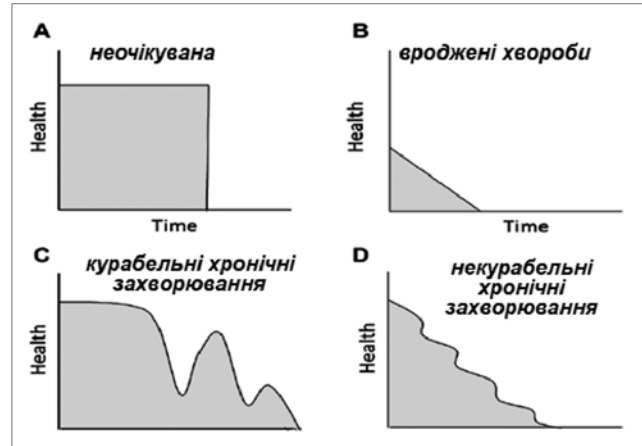 A
неочікувана
Health
Time
B
вроджені хвороби
Health
Time
C
курабельні хронічні
захворювання
Health
D
некурабельні
хронічні
захворювання
Health